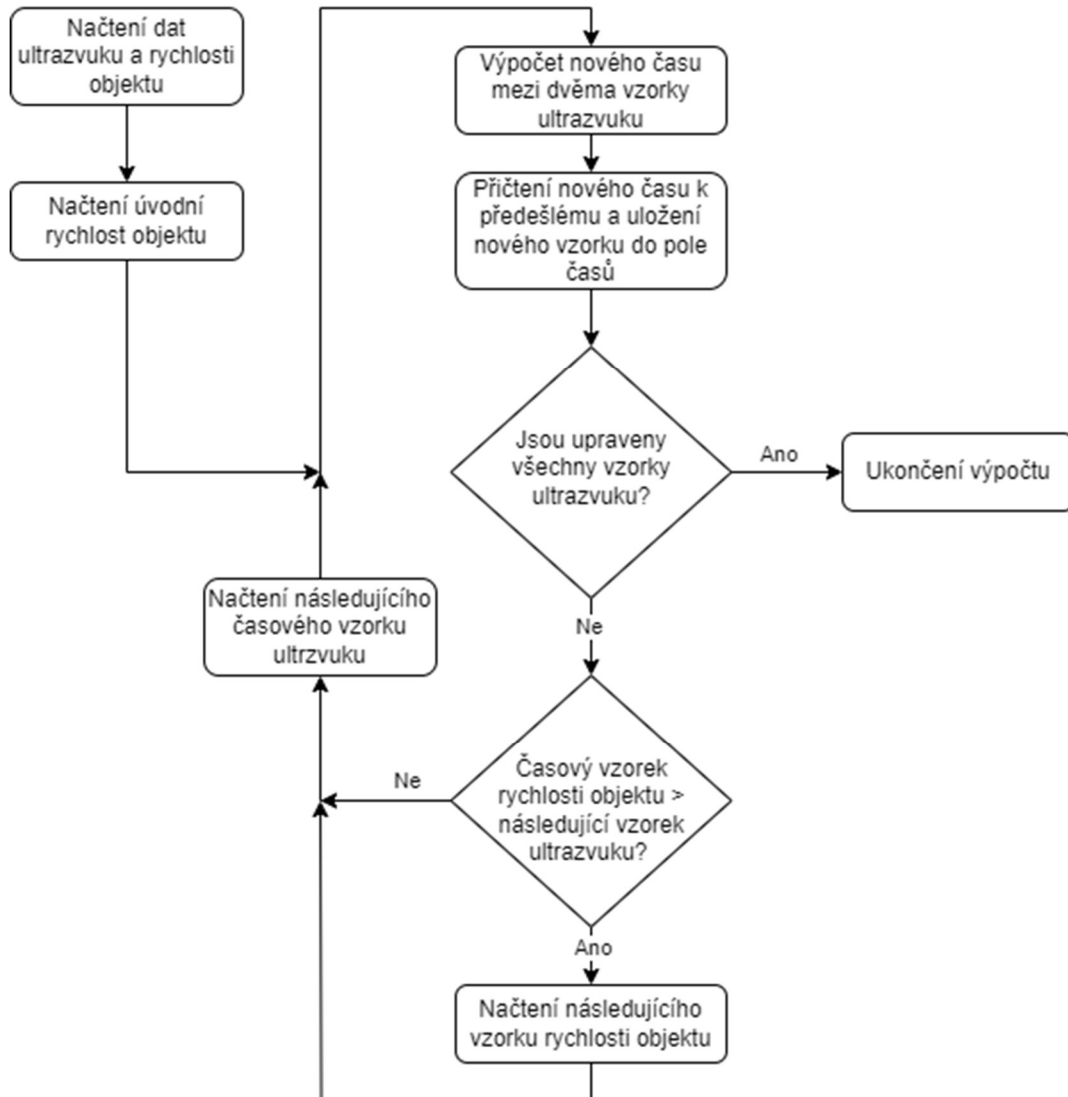 Načtení dat
ultrazvuku a rychlosti
objektu
Načtení úvodní
rychlost objektu
Výpočet nového času
mezi dvěma vzorky
ultrazvuku
Přičtení nového času k
předešlému a uložení
nového vzorku do pole
časů
Jsou upraveny
všechny vzorky
ultrazvuku?
Ano
Ukončení výpočtu
Ne
Načtení následujícího
časového vzorku
ultrzvuku
Časový vzorek
rychlosti objektu >
následující vzorek
ultrazvuku?
Ne
Ano
Načtení následujícího
vzorku rychlosti objektu